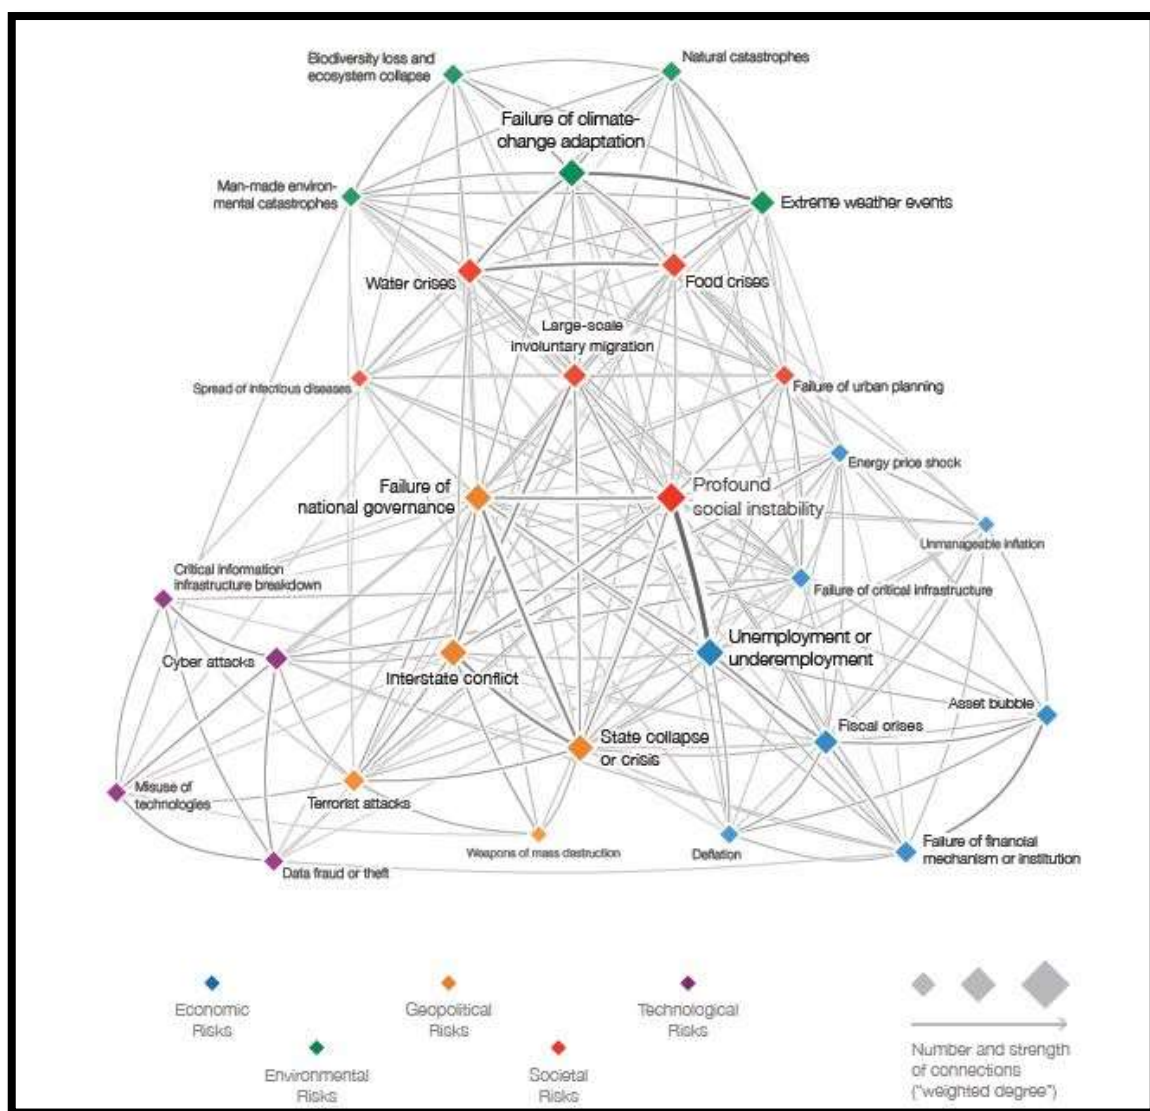 Biodiversity loss and
ecosystem collapse
Natural catastrophes
Failure of climate-
change adaptation
Man-made environ-
mental catastrophes
Extreme weather events
Water crises
Food crises
Large-scale
involuntary migration
Spread of infectious diseases
Failure of urban planning
Energy price shock
Failure of
national governance
Profound
social instability
Unmanageable inflation
Critical information
infrastructure breakdown
Failure of critical infrastructure
Cyber attacks
Interstate conflict
Unemployment or
underemployment
Asset bubble
Fiscal crises
State collapse
or crisis
Misuse of
technologies
Terrorist attacks
Weapons of mass destruction
Deflation
Failure of financial
mechanism or institution
Data fraud or theft
Economic
Risks
Geopolitical
Risks
Technological
Risks
Environmental
Risks
Societal
Risks
Number and strength
of connections
("weighted degree")